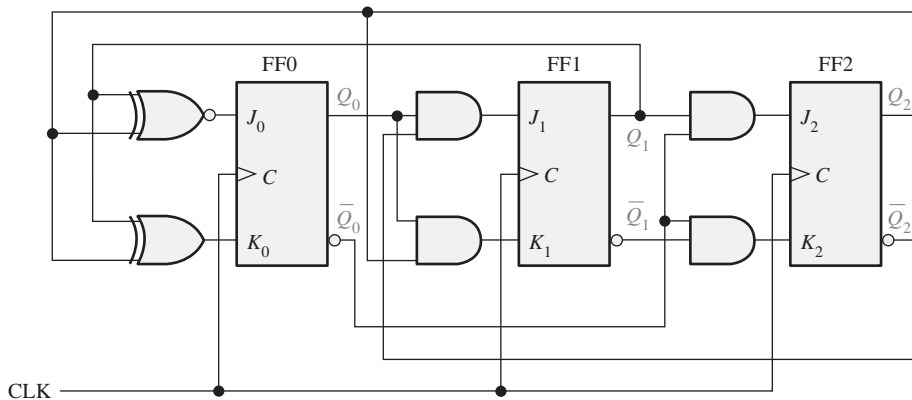 FF0 FF1 FF2
Q₀ Q₂
J₀ J₁ J₂
Q₁
C C C
Q̅₀ Q̅₁ Q̅₂
K₀ K₁ K₂
CLK